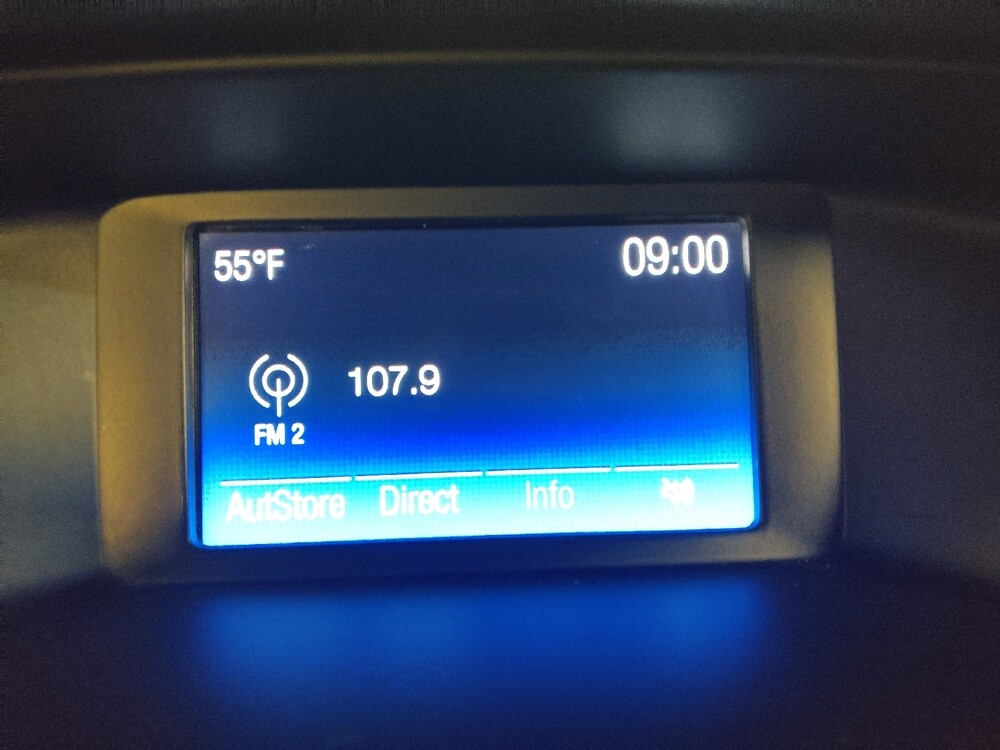 55°F 09:00
107.9
FM 2
AutStore Direct Info